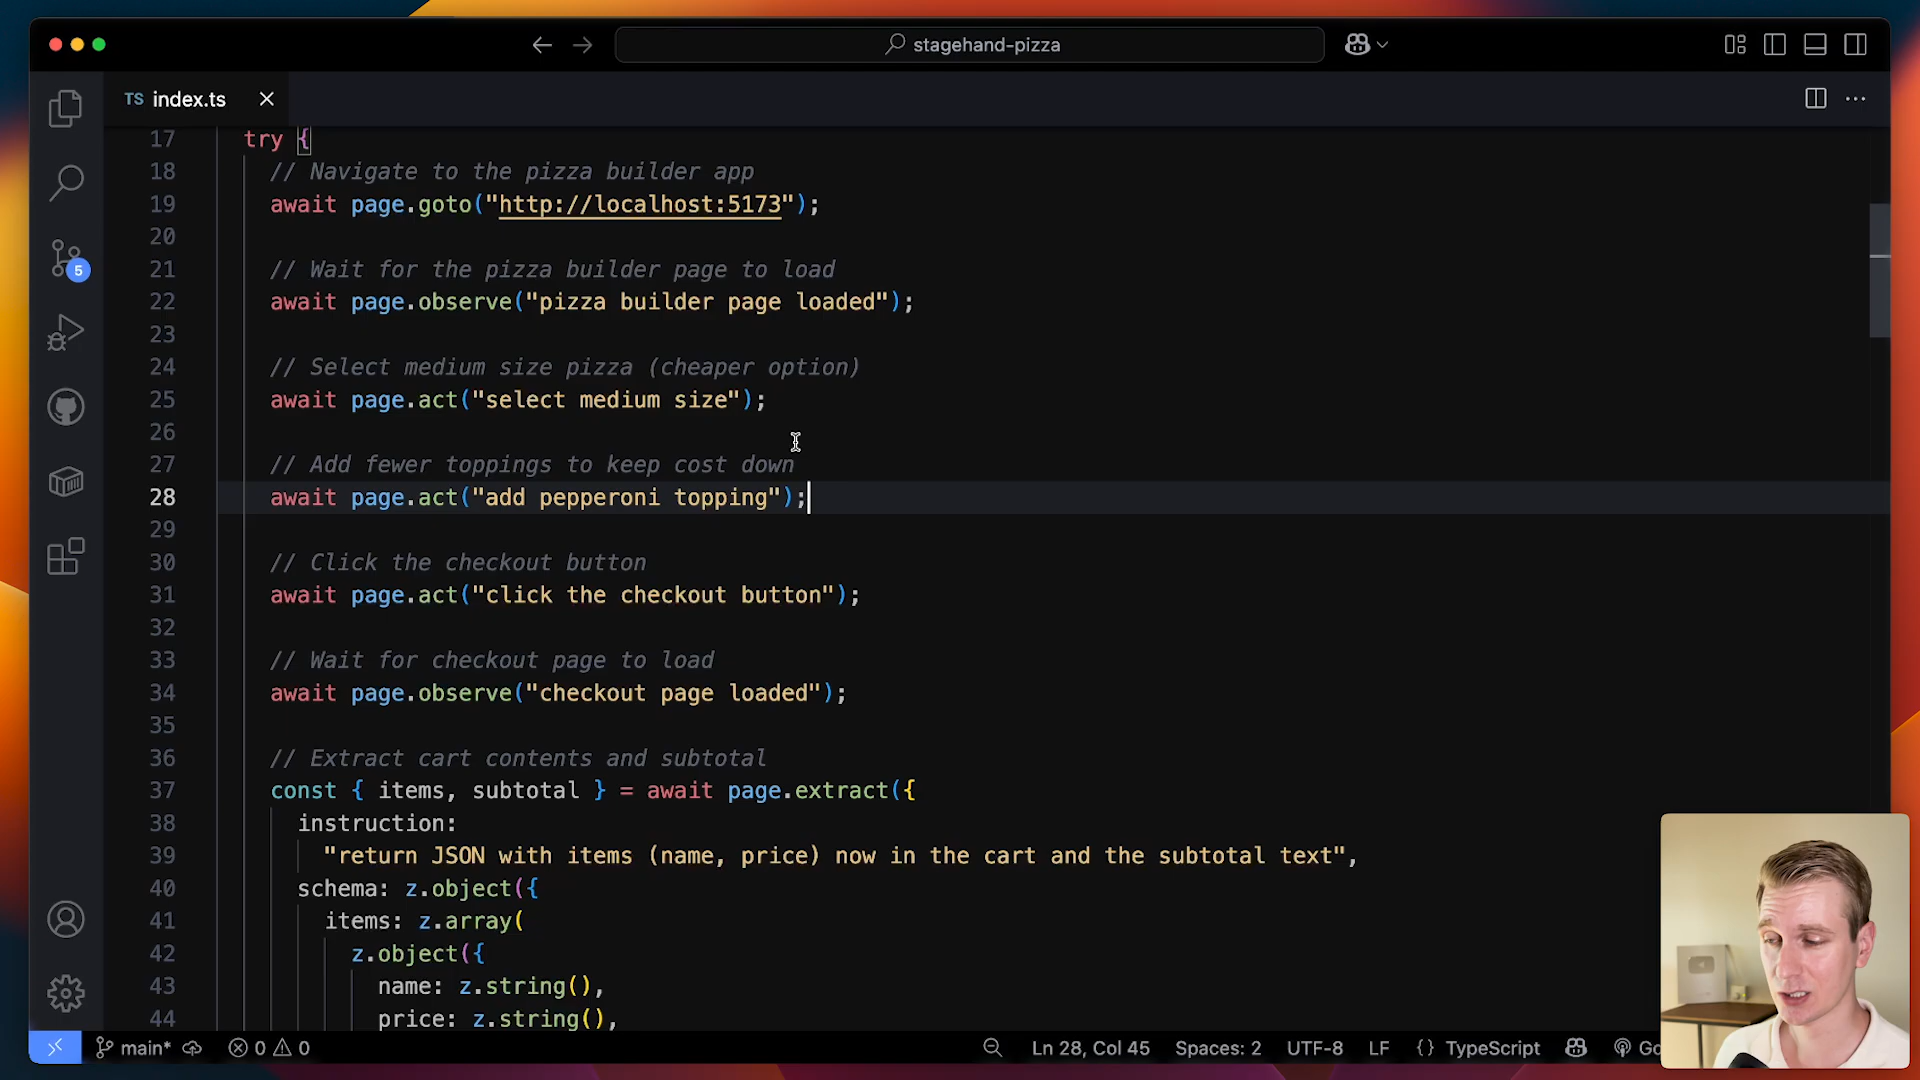 stagehand-pizza
TS index.ts
17 try {
18 // Navigate to the pizza builder app
19 await page.goto("http://localhost:5173");
20
21 // Wait for the pizza builder page to load
22 await page.observe("pizza builder page loaded");
23
24 // Select medium size pizza (cheaper option)
25 await page.act("select medium size");
26
27 // Add fewer toppings to keep cost down
28 await page.act("add pepperoni topping");
29
30 // Click the checkout button
31 await page.act("click the checkout button");
32
33 // Wait for checkout page to load
34 await page.observe("checkout page loaded");
35
36 // Extract cart contents and subtotal
37 const { items, subtotal } = await page.extract({
38 instruction:
39 "return JSON with items (name, price) now in the cart and the subtotal text",
40 schema: z.object({
41 items: z.array(
42 z.object({
43 name: z.string(),
44 price: z.string(),
5
main* 0 0 Ln 28, Col 45 Spaces: 2 UTF-8 LF {} TypeScript Go